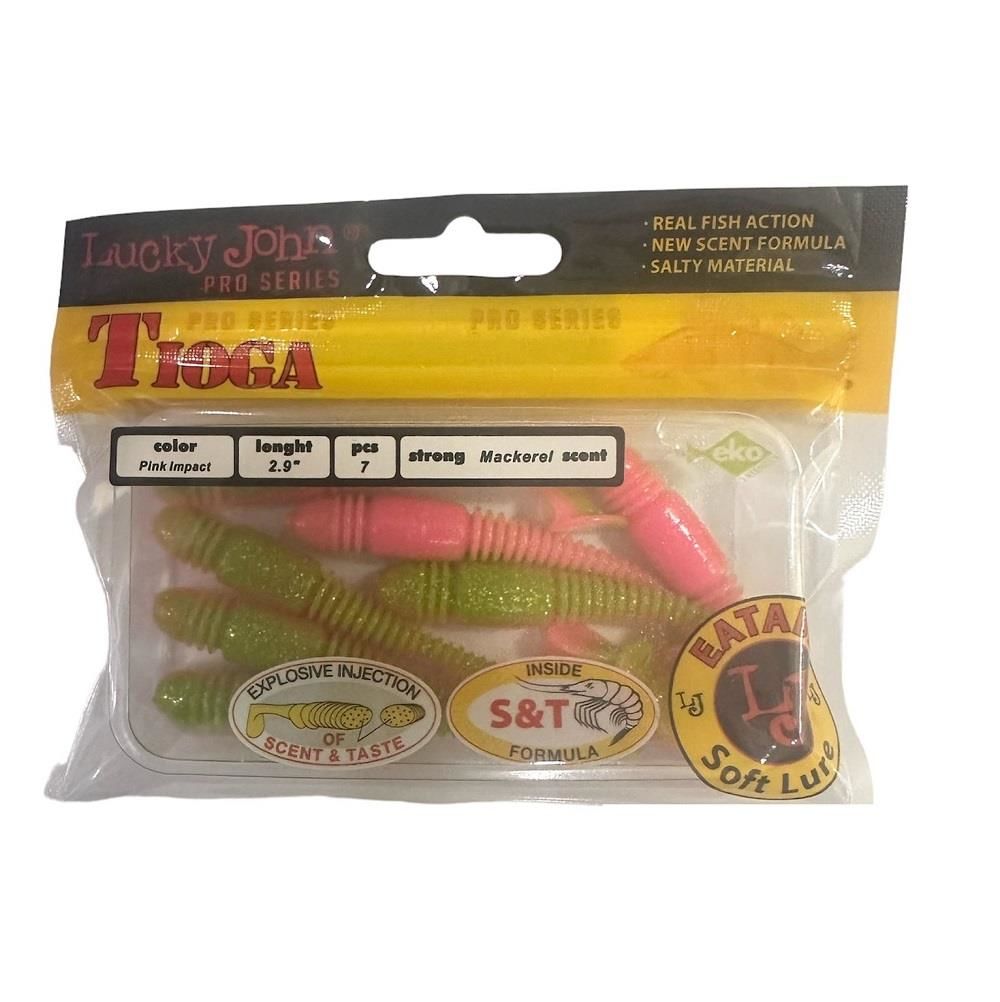 Lucky John®
PRO SERIES
· REAL FISH ACTION
· NEW SCENT FORMULA
· SALTY MATERIAL
PRO SERIES PRO SERIES
TIOGA
color
Pink Impact
lenght
2.9"
pcs
7
strong Mackerel scent
eko
EXPLOSIVE INJECTION
OF
SCENT & TASTE
INSIDE
S&T
FORMULA
LJ
LJ
Soft Lure